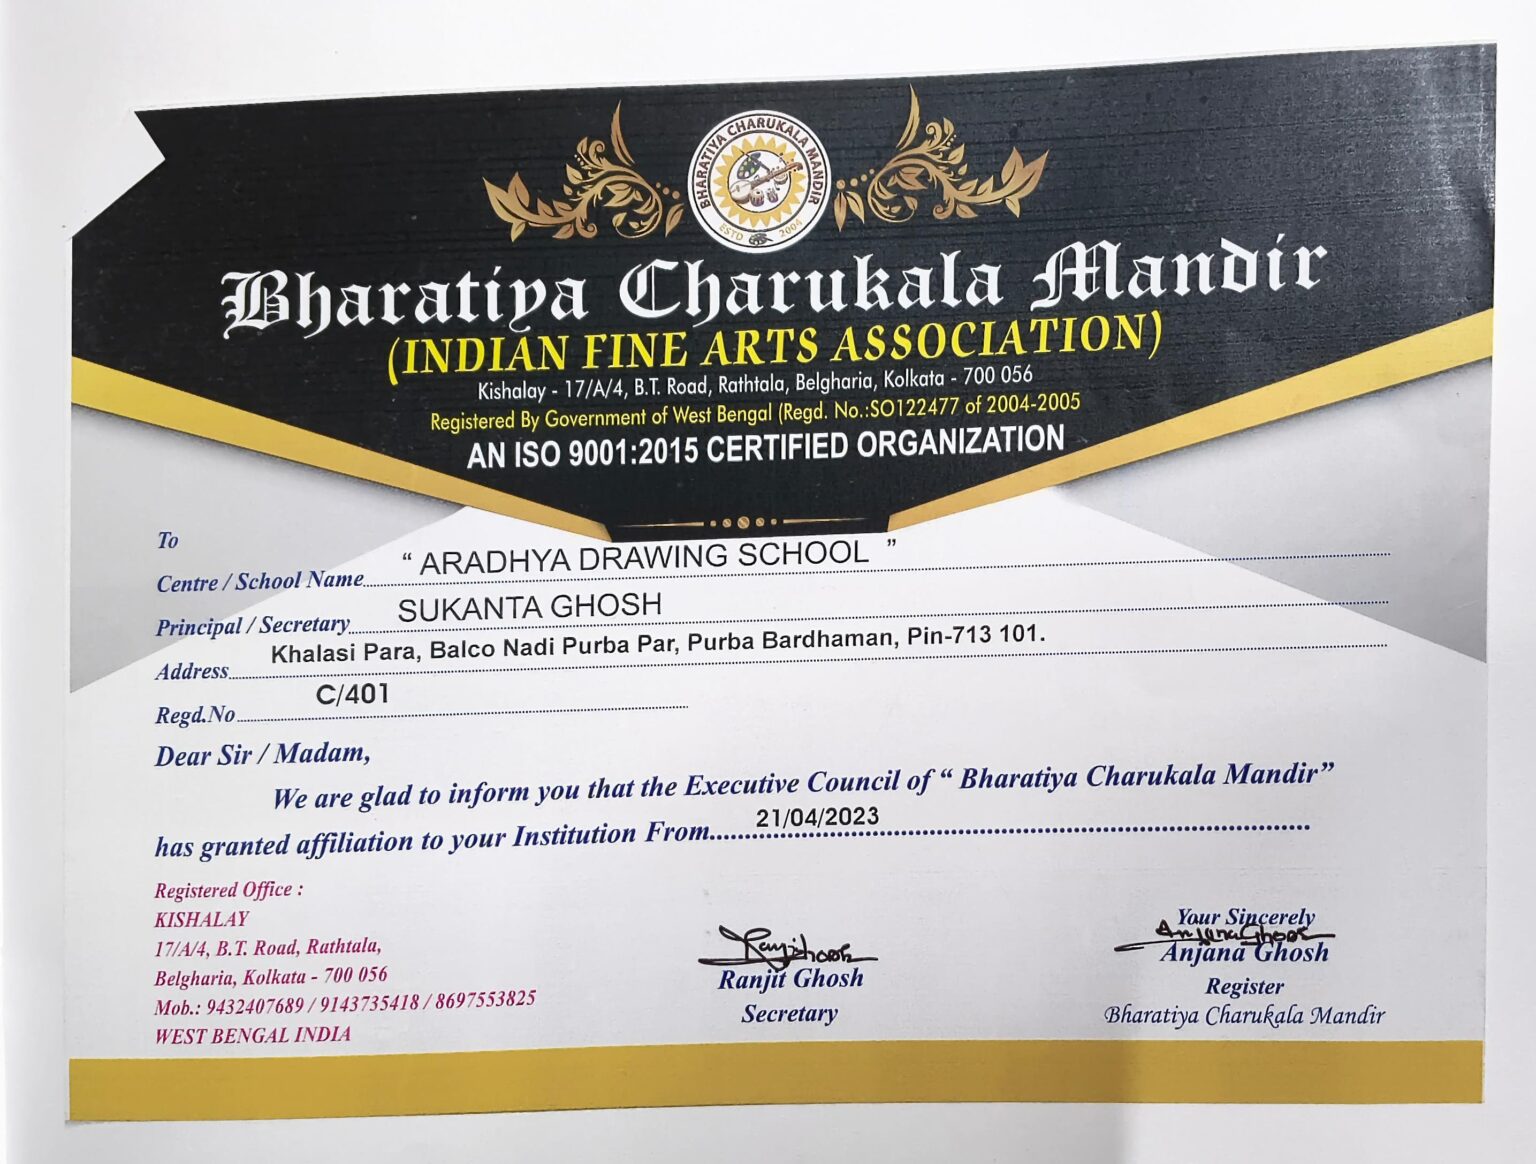 BHARATIYA CHARUKALA MANDIR
ESTD 2004
Bharatiya Charukala Mandir
(INDIAN FINE ARTS ASSOCIATION)
Kishalay - 17/A/4, B.T. Road, Rathtala, Belgharia, Kolkata - 700 056
Registered By Government of West Bengal (Regd. No.:SO122477 of 2004-2005
AN ISO 9001:2015 CERTIFIED ORGANIZATION
To
Centre / School Name “ ARADHYA DRAWING SCHOOL ”
Principal / Secretary SUKANTA GHOSH
Address Khalasi Para, Balco Nadi Purba Par, Purba Bardhaman, Pin-713 101.
Regd.No C/401
Dear Sir / Madam,
We are glad to inform you that the Executive Council of “ Bharatiya Charukala Mandir”
has granted affiliation to your Institution From 21/04/2023
Registered Office :
KISHALAY
17/A/4, B.T. Road, Rathtala,
Belgharia, Kolkata - 700 056
Mob.: 9432407689 / 9143735418 / 8697553825
WEST BENGAL INDIA
Ranjit Ghosh
Secretary
Your Sincerely
Anjana Ghosh
Anjana Ghosh
Register
Bharatiya Charukala Mandir